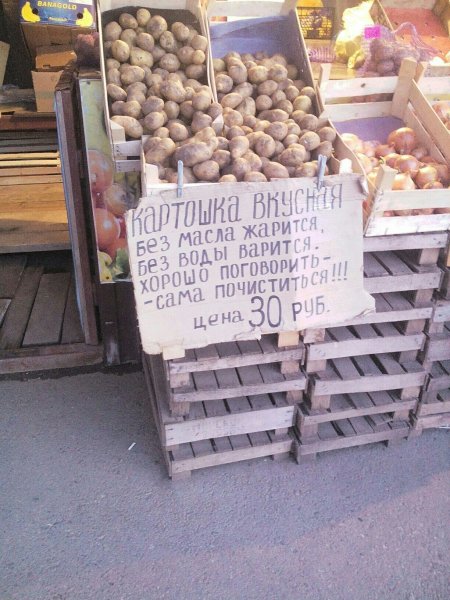 BANAGOLD
КАРТОШКА ВКУСНАЯ
БЕЗ МАСЛА ЖАРИТСЯ,
БЕЗ ВОДЫ ВАРИТСЯ.
ХОРОШО ПОГОВОРИТЬ-
-САМА ПОЧИСТИТЬСЯ!!!
ЦЕНА 30 РУБ.